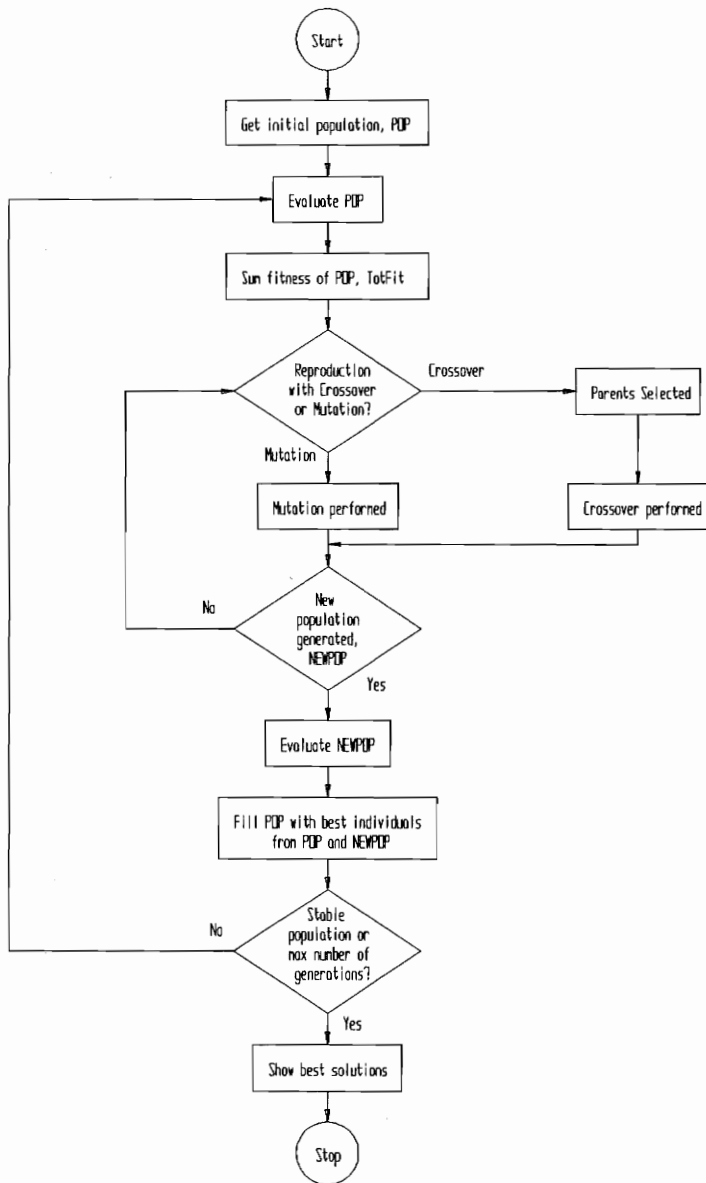 Start
Get initial population, POP
Evaluate POP
Sum fitness of POP, TotFit
Reproduction
with Crossover
or Mutation?
Crossover
Parents Selected
Mutation
Mutation performed
Crossover performed
No
New
population
generated,
NEWPOP
Yes
Evaluate NEWPOP
Fill POP with best individuals
from POP and NEWPOP
No
Stable
population or
max number of
generations?
Yes
Show best solutions
Stop